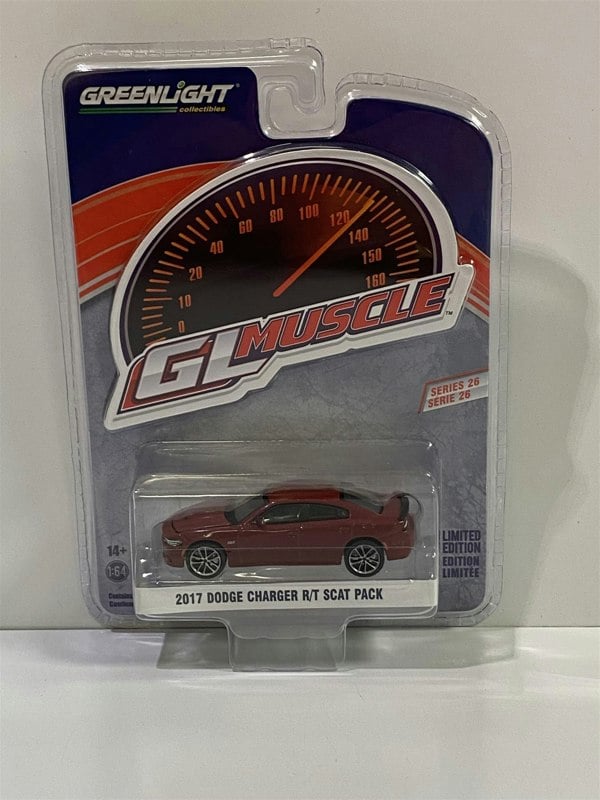 GREENLiGHT
collectibles
0
10
20
40
60
80
100
120
140
150
160
GL MUSCLE™
SERIES 26
SERIE 26
14+
1:64
LIMITED
EDITION
EDITION
LIMITÉE
2017 DODGE CHARGER R/T SCAT PACK